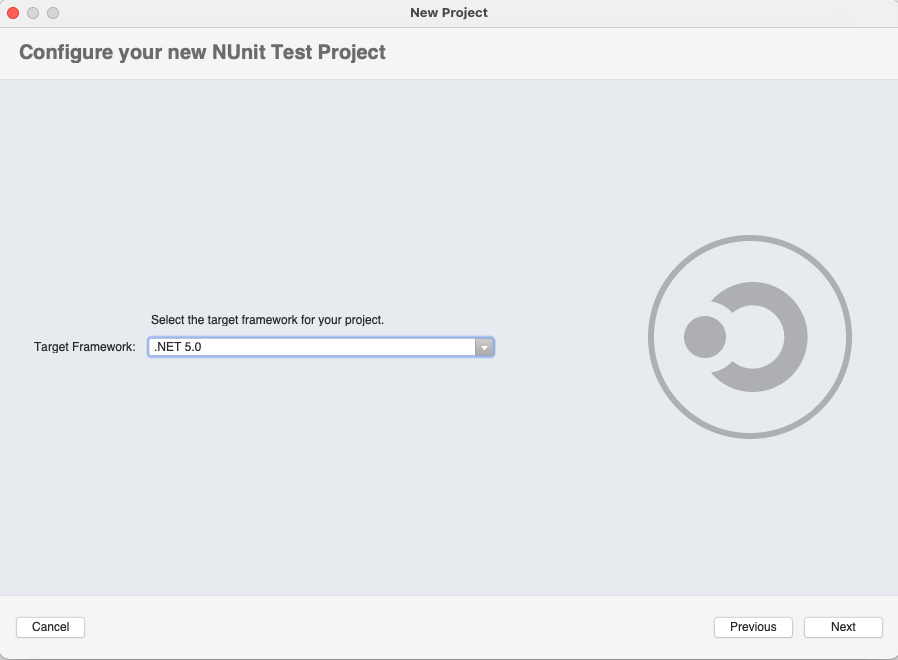 New Project
Configure your new NUnit Test Project
Select the target framework for your project.
Target Framework: .NET 5.0
Cancel Previous Next